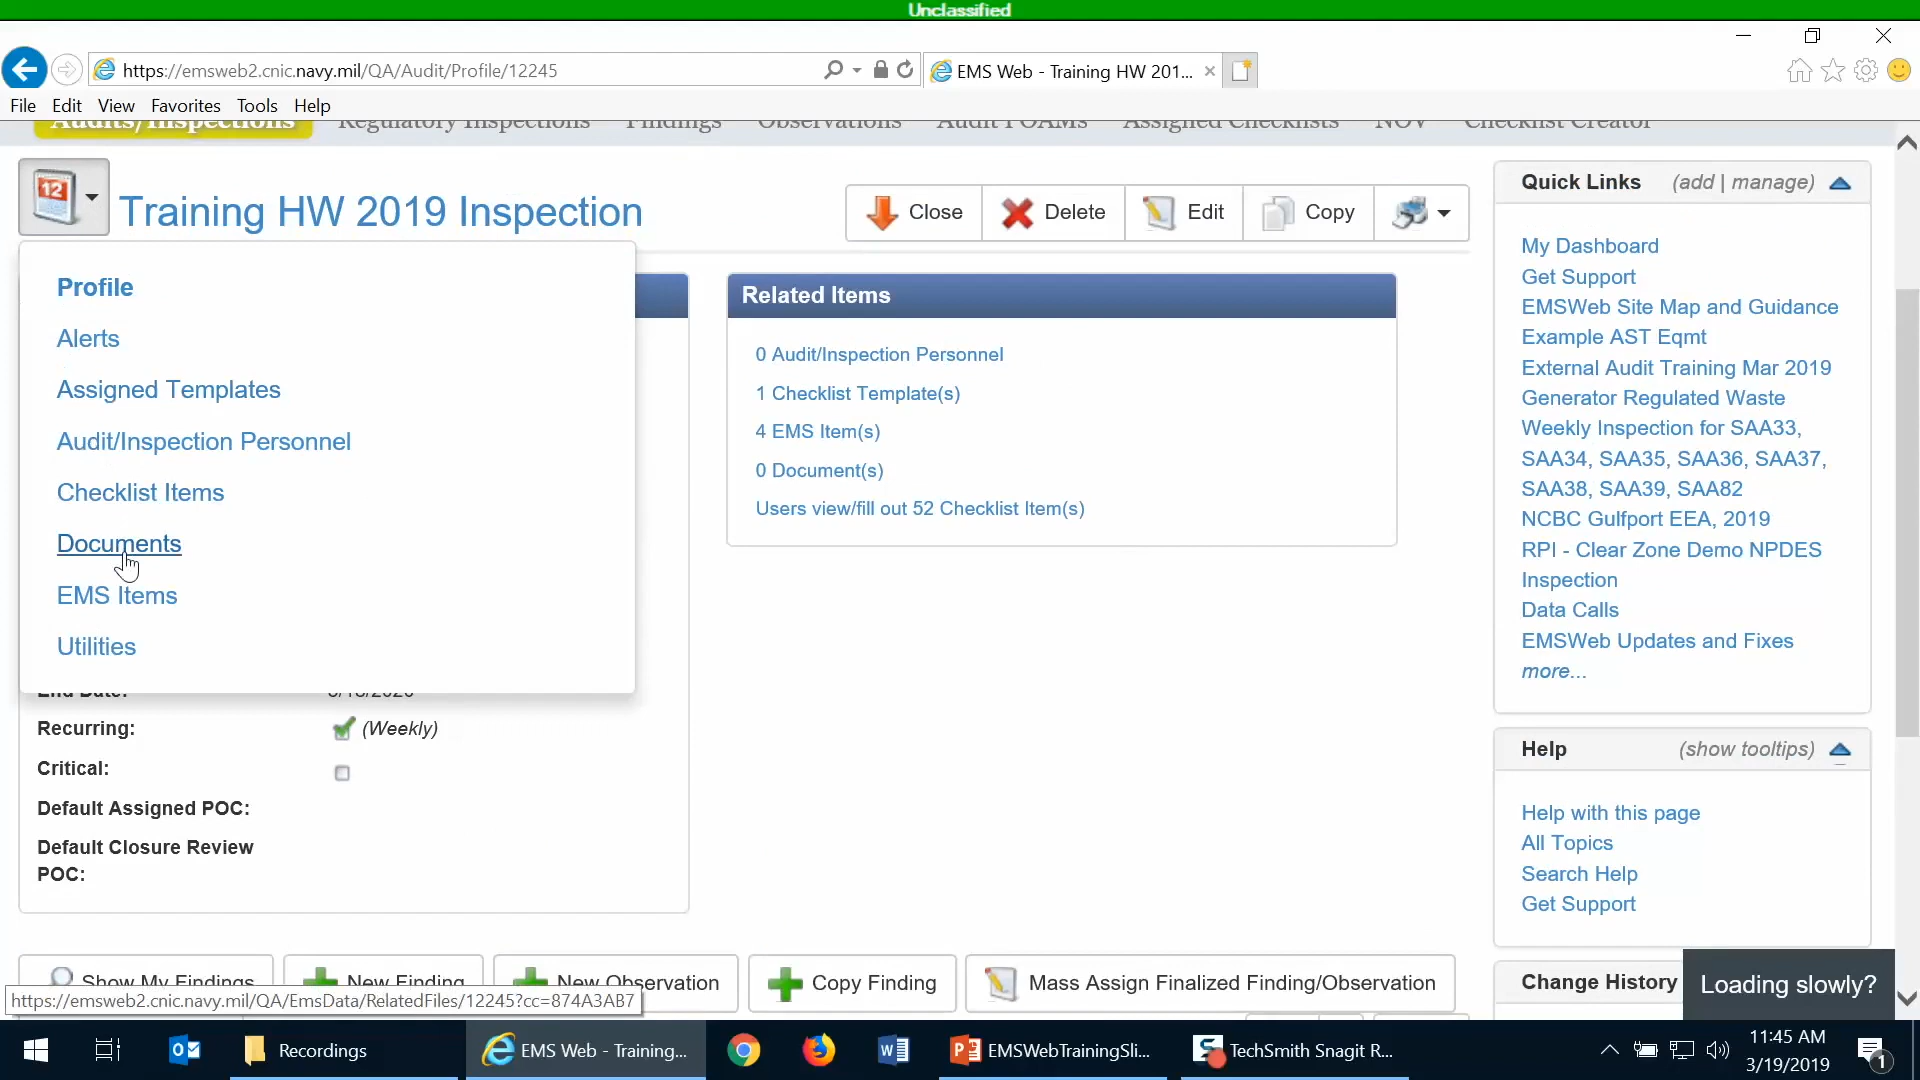 Unclassified
https://emsweb2.cnic.navy.mil/QA/Audit/Profile/12245
EMS Web - Training HW 201...
File Edit View Favorites Tools Help
Audits/Inspections Regulatory Inspections Findings Observations Audit POAMS Assigned Checklists NOV Checklist Creator
12
Training HW 2019 Inspection
Close
Delete
Edit
Copy
Profile
Alerts
Assigned Templates
Audit/Inspection Personnel
Checklist Items
Documents
EMS Items
Utilities
End Date:
Recurring: (Weekly)
Critical:
Default Assigned POC:
Default Closure Review
POC:
Related Items
0 Audit/Inspection Personnel
1 Checklist Template(s)
4 EMS Item(s)
0 Document(s)
Users view/fill out 52 Checklist Item(s)
Quick Links (add | manage)
My Dashboard
Get Support
EMSWeb Site Map and Guidance
Example AST Eqmt
External Audit Training Mar 2019
Generator Regulated Waste
Weekly Inspection for SAA33,
SAA34, SAA35, SAA36, SAA37,
SAA38, SAA39, SAA82
NCBC Gulfport EEA, 2019
RPI - Clear Zone Demo NPDES
Inspection
Data Calls
EMSWeb Updates and Fixes
more...
Help (show tooltips)
Help with this page
All Topics
Search Help
Get Support
Change History
Loading slowly?
Show My Findings
New Finding
New Observation
Copy Finding
Mass Assign Finalized Finding/Observation
https://emsweb2.cnic.navy.mil/QA/EmsData/RelatedFiles/12245?cc=874A3AB7
Recordings
EMS Web - Training...
EMSWebTrainingSli...
TechSmith Snagit R...
11:45 AM
3/19/2019
1